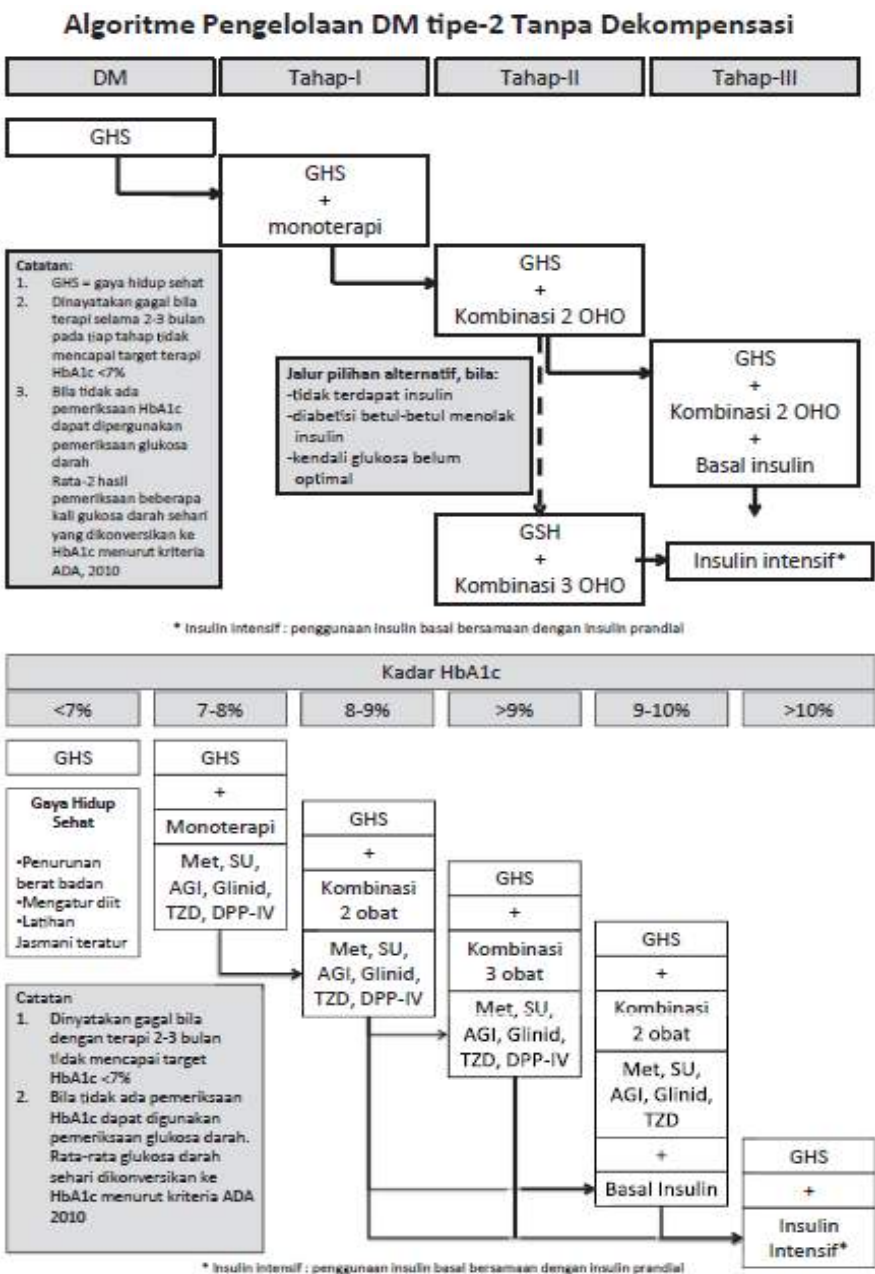 Algoritme Pengelolaan DM tipe-2 Tanpa Dekompensasi
DM
Tahap-I
Tahap-II
Tahap-III
GHS
GHS
+
monoterapi
GHS
+
Kombinasi 2 OHO
GHS
+
Kombinasi 2 OHO
+
Basal insulin
Catatan:
1. GHS = gaya hidup sehat
2. Dinayatakan gagal bila
terapi selama 2-3 bulan
pada tiap tahap tidak
mencapai target terapi
HbA1c <7%
3. Bila tidak ada
pemeriksaan HbA1c
dapat dipergunakan
pemeriksaan glukosa
darah
Rata-2 hasil
pemeriksaan beberapa
kali gukosa darah sehari
yang dikonversikan ke
HbA1c menurut kriteria
ADA, 2010
Jalur pilihan alternatif, bila:
-tidak terdapat insulin
-diabetisi betul-betul menolak
insulin
-kendali glukosa belum
optimal
GSH
+
Kombinasi 3 OHO
Insulin intensif*
* Insulin intensif : penggunaan insulin basal bersamaan dengan insulin prandial
Kadar HbA1c
<7%
7-8%
8-9%
>9%
9-10%
>10%
GHS
Gaya Hidup
Sehat
•Penurunan
berat badan
•Mengatur diit
•Latihan
Jasmani teratur
GHS
+
Monoterapi
Met, SU,
AGI, Glinid,
TZD, DPP-IV
GHS
+
Kombinasi
2 obat
Met, SU,
AGI, Glinid,
TZD, DPP-IV
GHS
+
Kombinasi
3 obat
Met, SU,
AGI, Glinid,
TZD, DPP-IV
GHS
+
Kombinasi
2 obat
Met, SU,
AGI, Glinid,
TZD
+
Basal Insulin
GHS
+
Insulin
Intensif*
Catatan
1. Dinyatakan gagal bila
dengan terapi 2-3 bulan
tidak mencapai target
HbA1c <7%
2. Bila tidak ada pemeriksaan
HbA1c dapat digunakan
pemeriksaan glukosa darah.
Rata-rata glukosa darah
sehari dikonversikan ke
HbA1c menurut kriteria ADA
2010
* Insulin intensif : penggunaan insulin basal bersamaan dengan insulin prandial